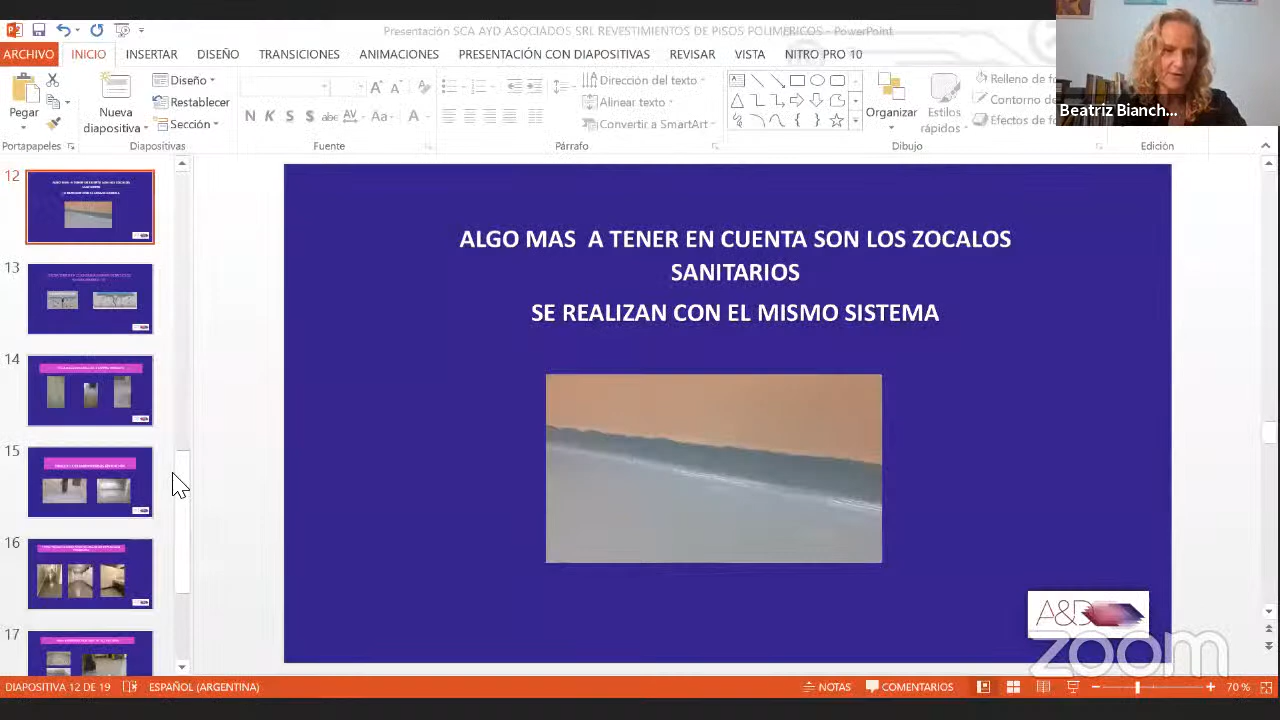 Presentación SCA AYD ASOCIADOS SRL REVESTIMIENTOS DE PISOS POLIMERICOS - PowerPoint
ARCHIVO INICIO INSERTAR DISEÑO TRANSICIONES ANIMACIONES PRESENTACIÓN CON DIAPOSITIVAS REVISAR VISTA NITRO PRO 10
Pegar
Nueva
diapositiva
Diseño
Restablecer
Sección
N K S S abc AV Aa A
Dirección del texto
Alinear texto
Convertir a SmartArt
Organizar
Estilos
rápidos
Relleno de
Contorno de
Efectos de
Beatriz Bianch...
Portapapeles Diapositivas Fuente Párrafo Dibujo Edición
12
13
14
15
16
17
ALGO MAS A TENER EN CUENTA SON LOS ZOCALOS
SANITARIOS
SE REALIZAN CON EL MISMO SISTEMA
A&D
zoom
DIAPOSITIVA 12 DE 19 ESPAÑOL (ARGENTINA) NOTAS COMENTARIOS 70 %